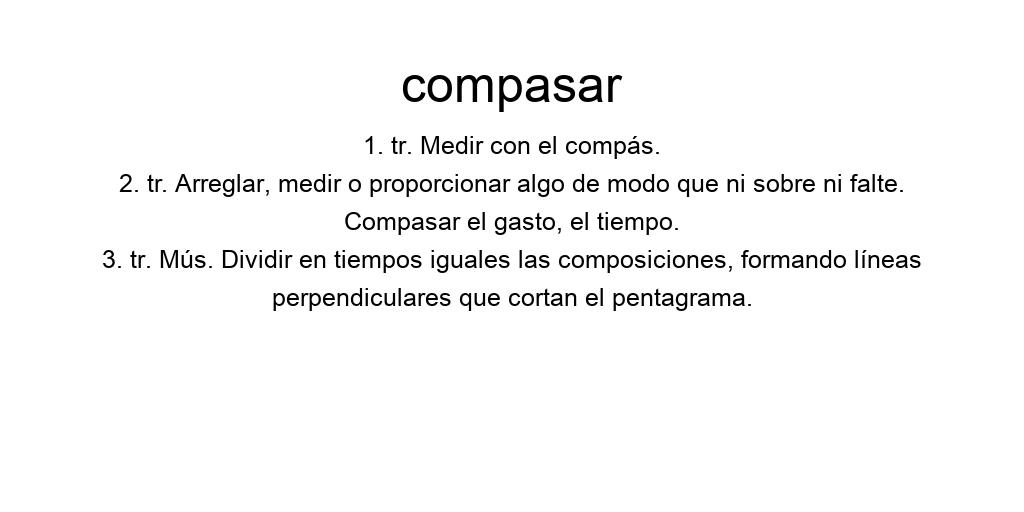 compasar
1. tr. Medir con el compás.
2. tr. Arreglar, medir o proporcionar algo de modo que ni sobre ni falte.
Compasar el gasto, el tiempo.
3. tr. Mús. Dividir en tiempos iguales las composiciones, formando líneas
perpendiculares que cortan el pentagrama.